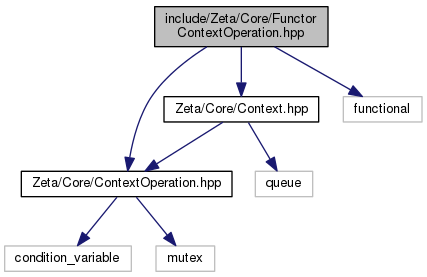 include/Zeta/Core/Functor
ContextOperation.hpp
Zeta/Core/Context.hpp
functional
Zeta/Core/ContextOperation.hpp
queue
condition_variable
mutex